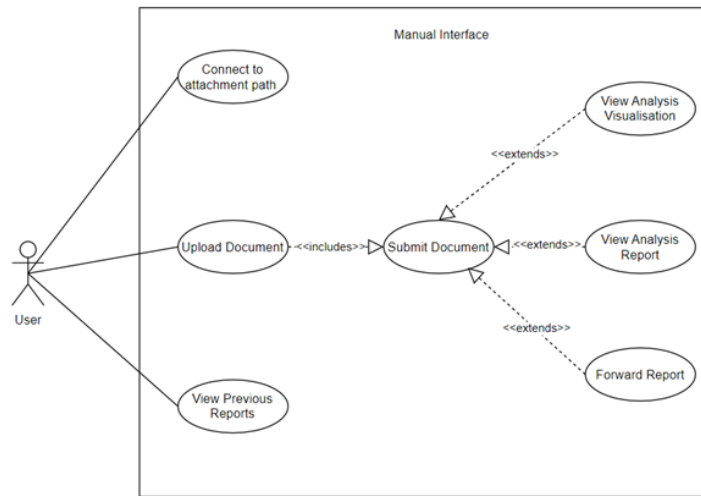 Manual Interface
Connect to
attachment path
View Analysis
Visualisation
<<extends>>
Upload Document
<<includes>>
Submit Document
<<extends>>
View Analysis
Report
User
<<extends>>
View Previous
Reports
Forward Report